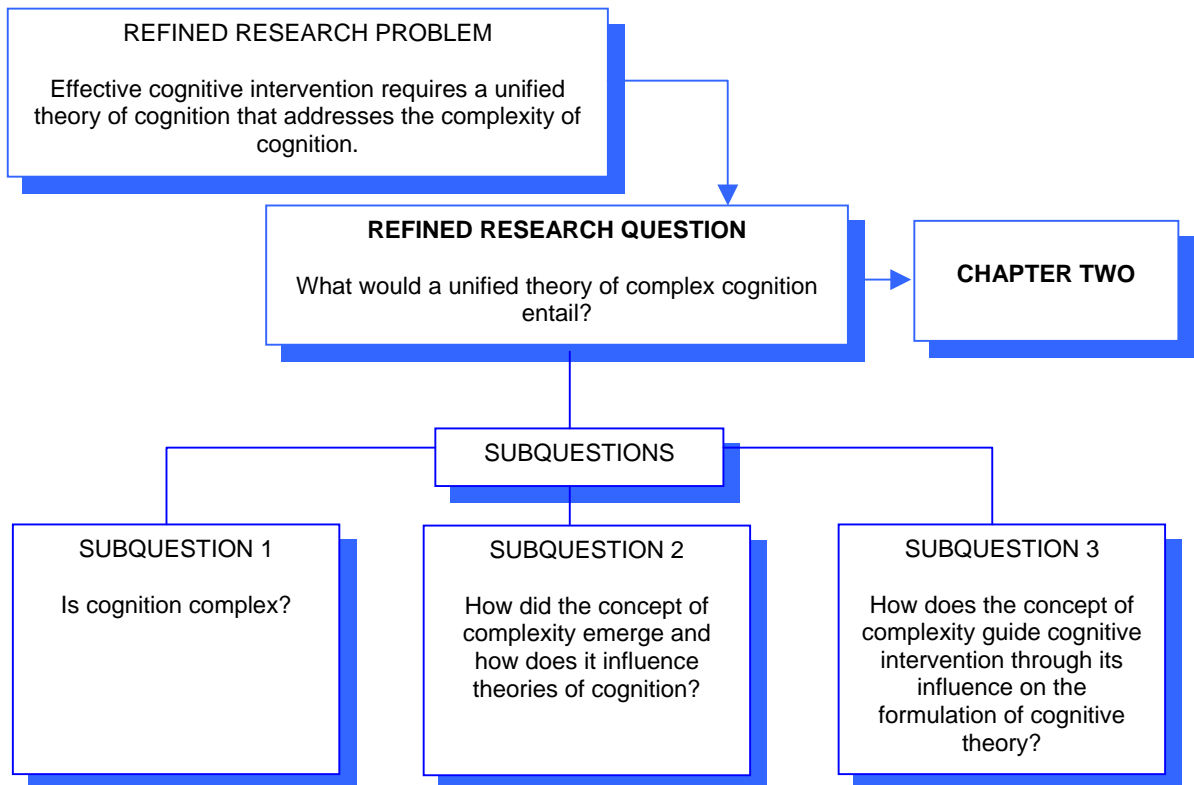 REFINED RESEARCH PROBLEM
Effective cognitive intervention requires a unified
theory of cognition that addresses the complexity of
cognition.
REFINED RESEARCH QUESTION
What would a unified theory of complex cognition
entail?
CHAPTER TWO
SUBQUESTIONS
SUBQUESTION 1
Is cognition complex?
SUBQUESTION 2
How did the concept of
complexity emerge and
how does it influence
theories of cognition?
SUBQUESTION 3
How does the concept of
complexity guide cognitive
intervention through its
influence on the
formulation of cognitive
theory?